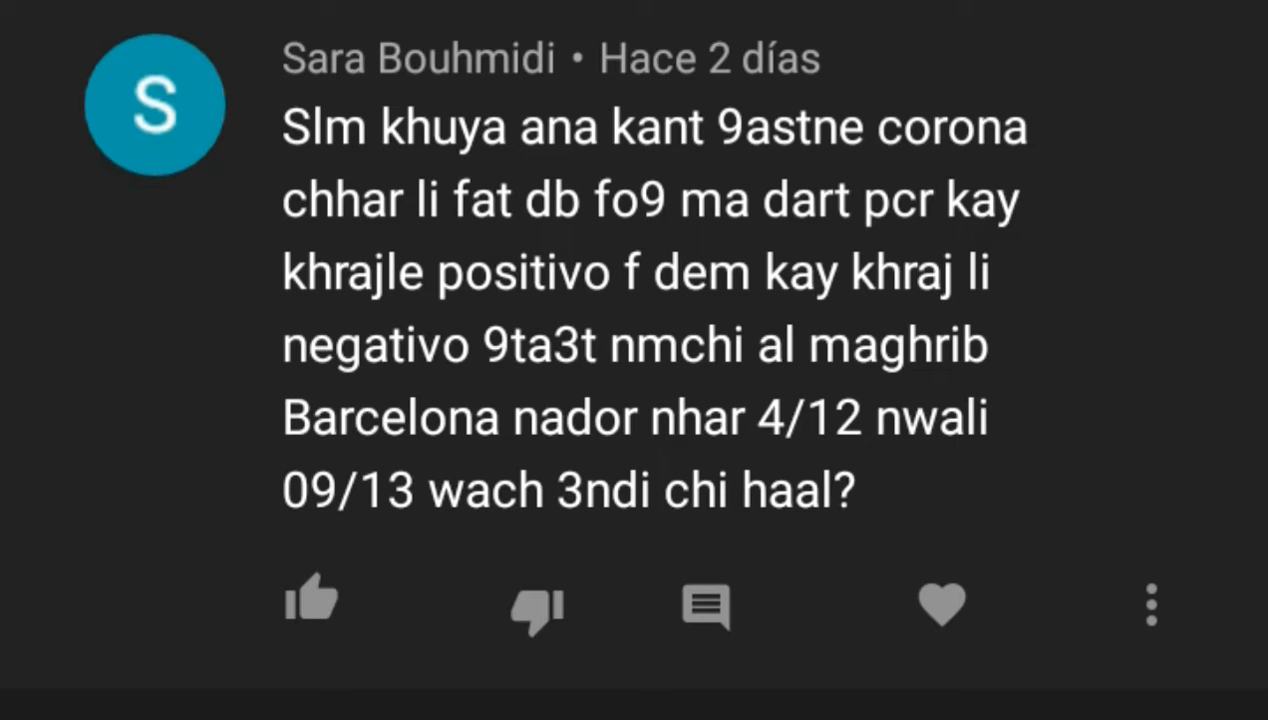 S
Sara Bouhmidi • Hace 2 días
Slm khuya ana kant 9astne corona
chhar li fat db fo9 ma dart pcr kay
khrajle positivo f dem kay khraj li
negativo 9ta3t nmchi al maghrib
Barcelona nador nhar 4/12 nwali
09/13 wach 3ndi chi haal?